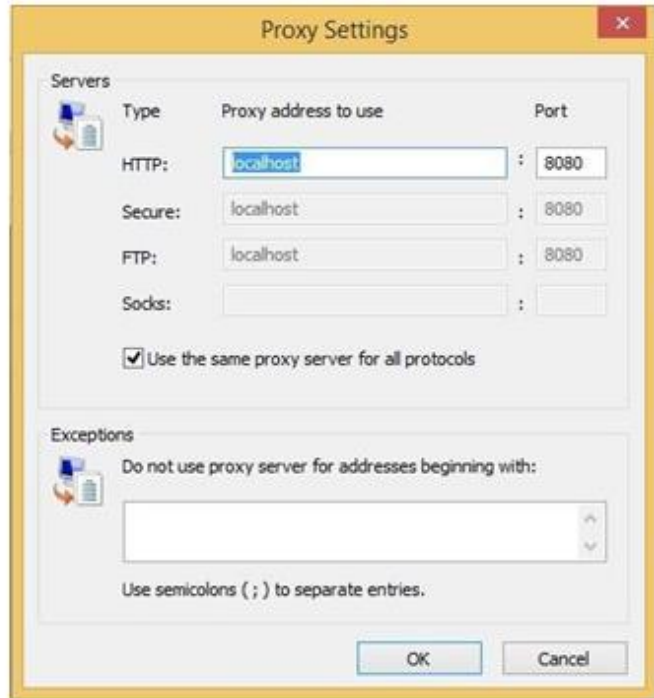 Proxy Settings
Servers
Type Proxy address to use Port
HTTP: localhost : 8080
Secure: localhost : 8080
FTP: localhost : 8080
Socks: :
Use the same proxy server for all protocols
Exceptions
Do not use proxy server for addresses beginning with:
Use semicolons ( ; ) to separate entries.
OK Cancel